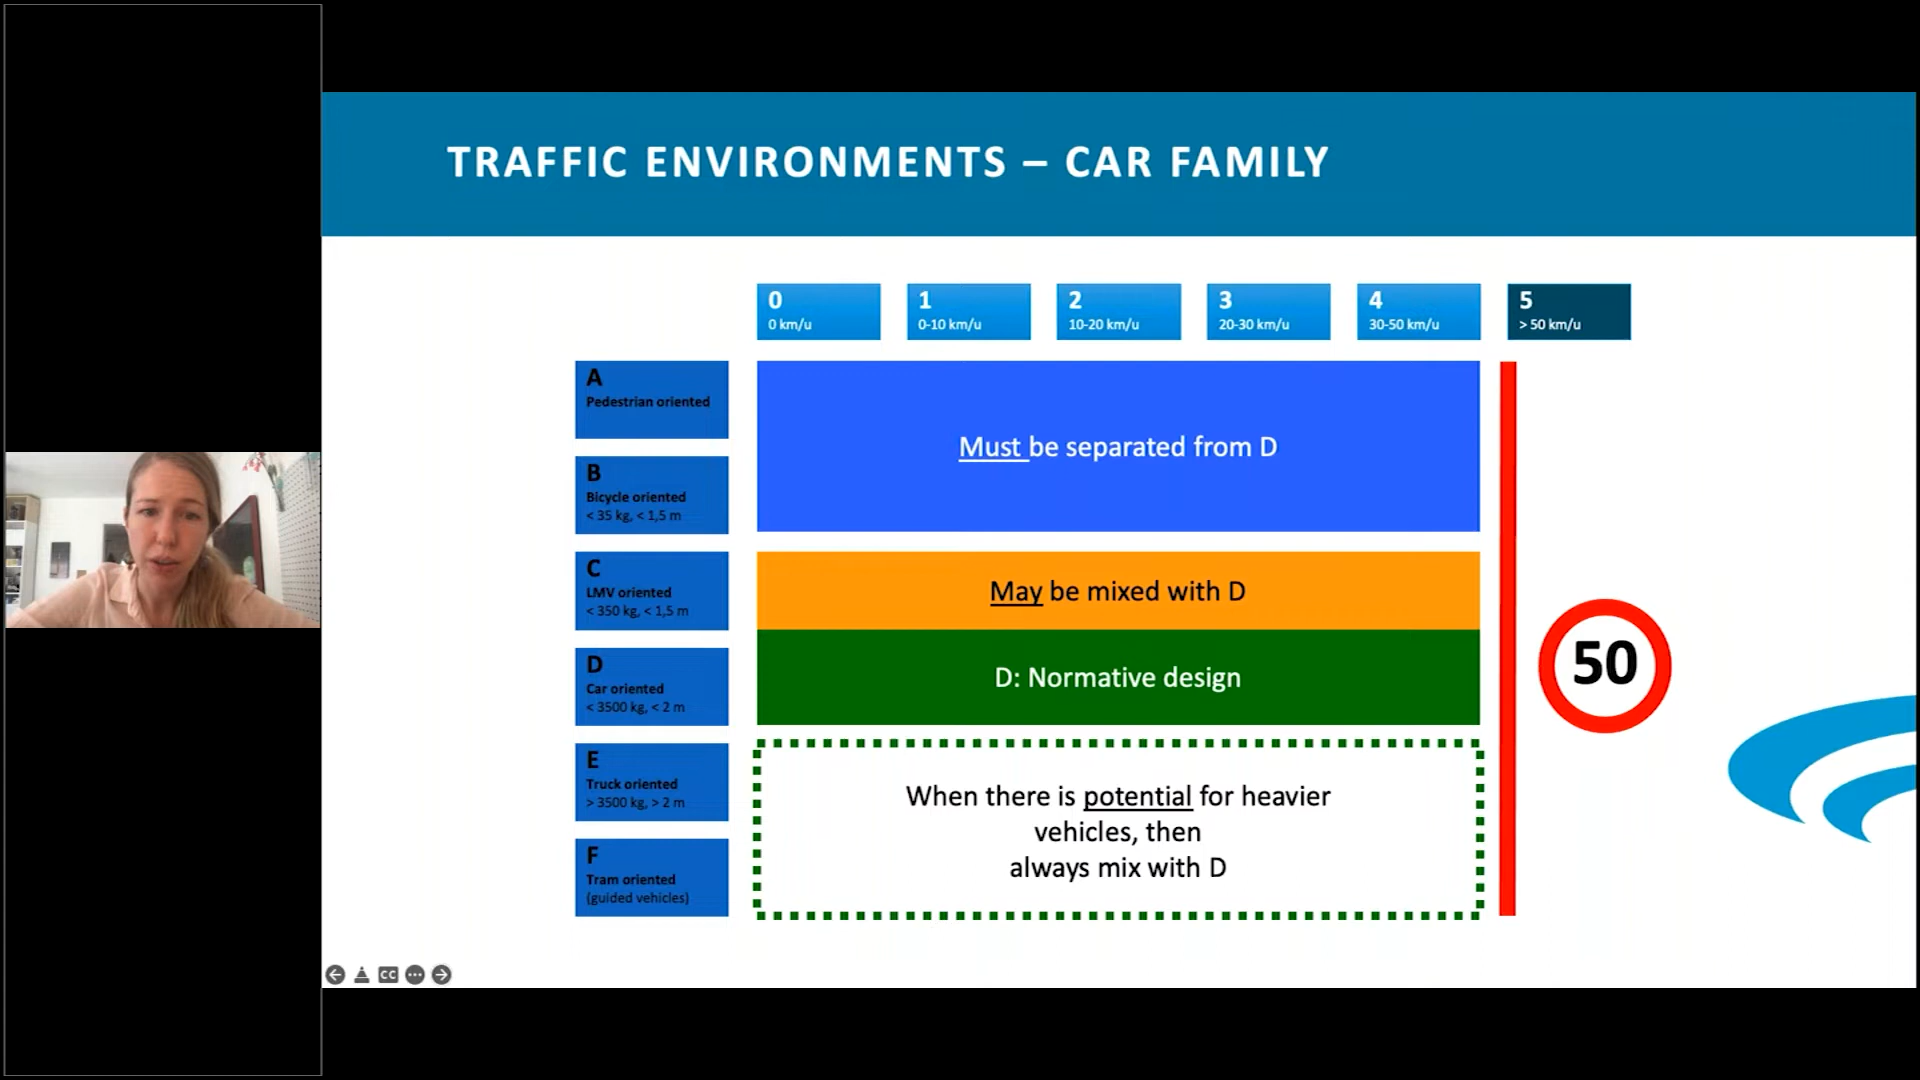 TRAFFIC ENVIRONMENTS – CAR FAMILY
0
0 km/u
1
0-10 km/u
2
10-20 km/u
3
20-30 km/u
4
30-50 km/u
5
> 50 km/u
A
Pedestrian oriented
B
Bicycle oriented
< 35 kg, < 1,5 m
Must be separated from D
C
LMV oriented
< 350 kg, < 1,5 m
May be mixed with D
D
Car oriented
< 3500 kg, < 2 m
D: Normative design
50
E
Truck oriented
> 3500 kg, > 2 m
F
Tram oriented
(guided vehicles)
When there is potential for heavier
vehicles, then
always mix with D
CC